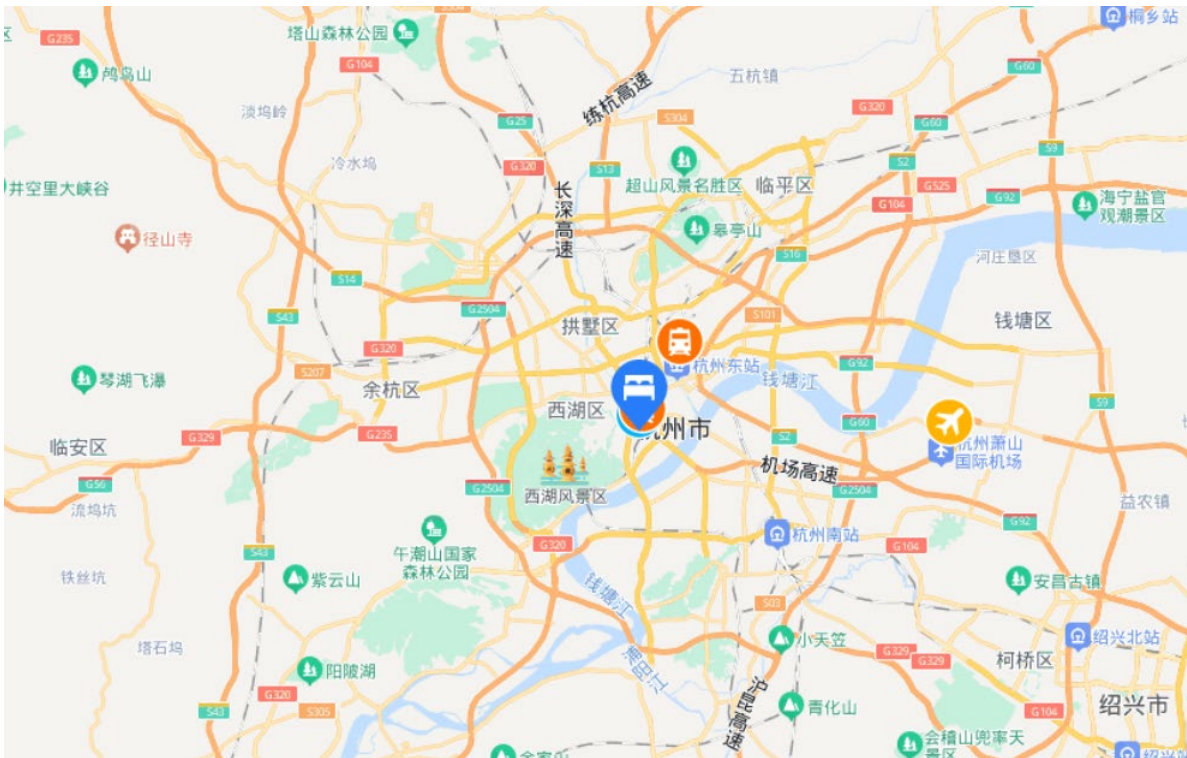 区
G235
塔山森林公园
S304
桐乡站
鸬鸟山
G104
练杭高速
五杭镇
G60
淡坞岭
G25
S304
G320
G60
冷水坞
G320
S13
超山风景名胜区
临平区
S2
G525
S9
井空里大峡谷
长深高速
G104
G92
海宁盐官
观潮景区
径山寺
皋亭山
S16
河庄垦区
S14
G2504
S43
拱墅区
S101
钱塘区
G320
杭州东站
G92
琴湖飞瀑
S207
余杭区
钱塘江
西湖区
S9
临安区
G329
G235
杭州市
S2
G60
杭州萧山
国际机场
机场高速
G56
G2504
西湖风景区
G2504
益农镇
流坞坑
G92
午潮山国家
森林公园
G320
杭州南站
G104
S43
铁丝坑
紫云山
钱塘江
安昌古镇
S03
塔石坞
小天笠
绍兴北站
浦阳江
G329
G329
柯桥区
阳陂湖
G320
沪昆高速
S43
S305
青化山
G104
绍兴市
会稽山兜率天
景区